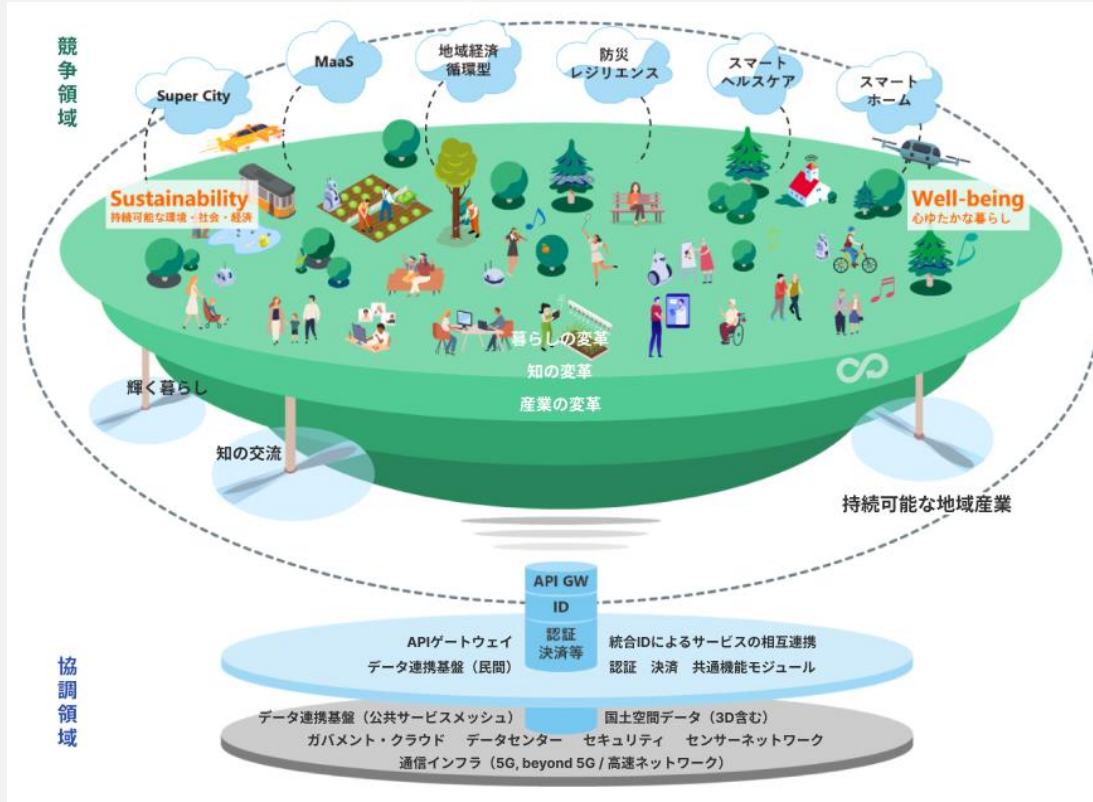 競争領域
Super City
MaaS
地域経済
循環型
防災
レジリエンス
スマート
ヘルスケア
スマート
ホーム
Sustainability
持続可能な環境・社会・経済
Well-being
心ゆたかな暮らし
暮らしの変革
知の変革
産業の変革
輝く暮らし
知の交流
持続可能な地域産業
協調領域
API GW
ID
認証
決済等
APIゲートウェイ
統合IDによるサービスの相互連携
データ連携基盤（民間）
認証 決済 共通機能モジュール
データ連携基盤（公共サービスメッシュ）
国土空間データ（3D含む）
ガバメント・クラウド データセンター セキュリティ センサーネットワーク
通信インフラ（5G, beyond 5G / 高速ネットワーク）